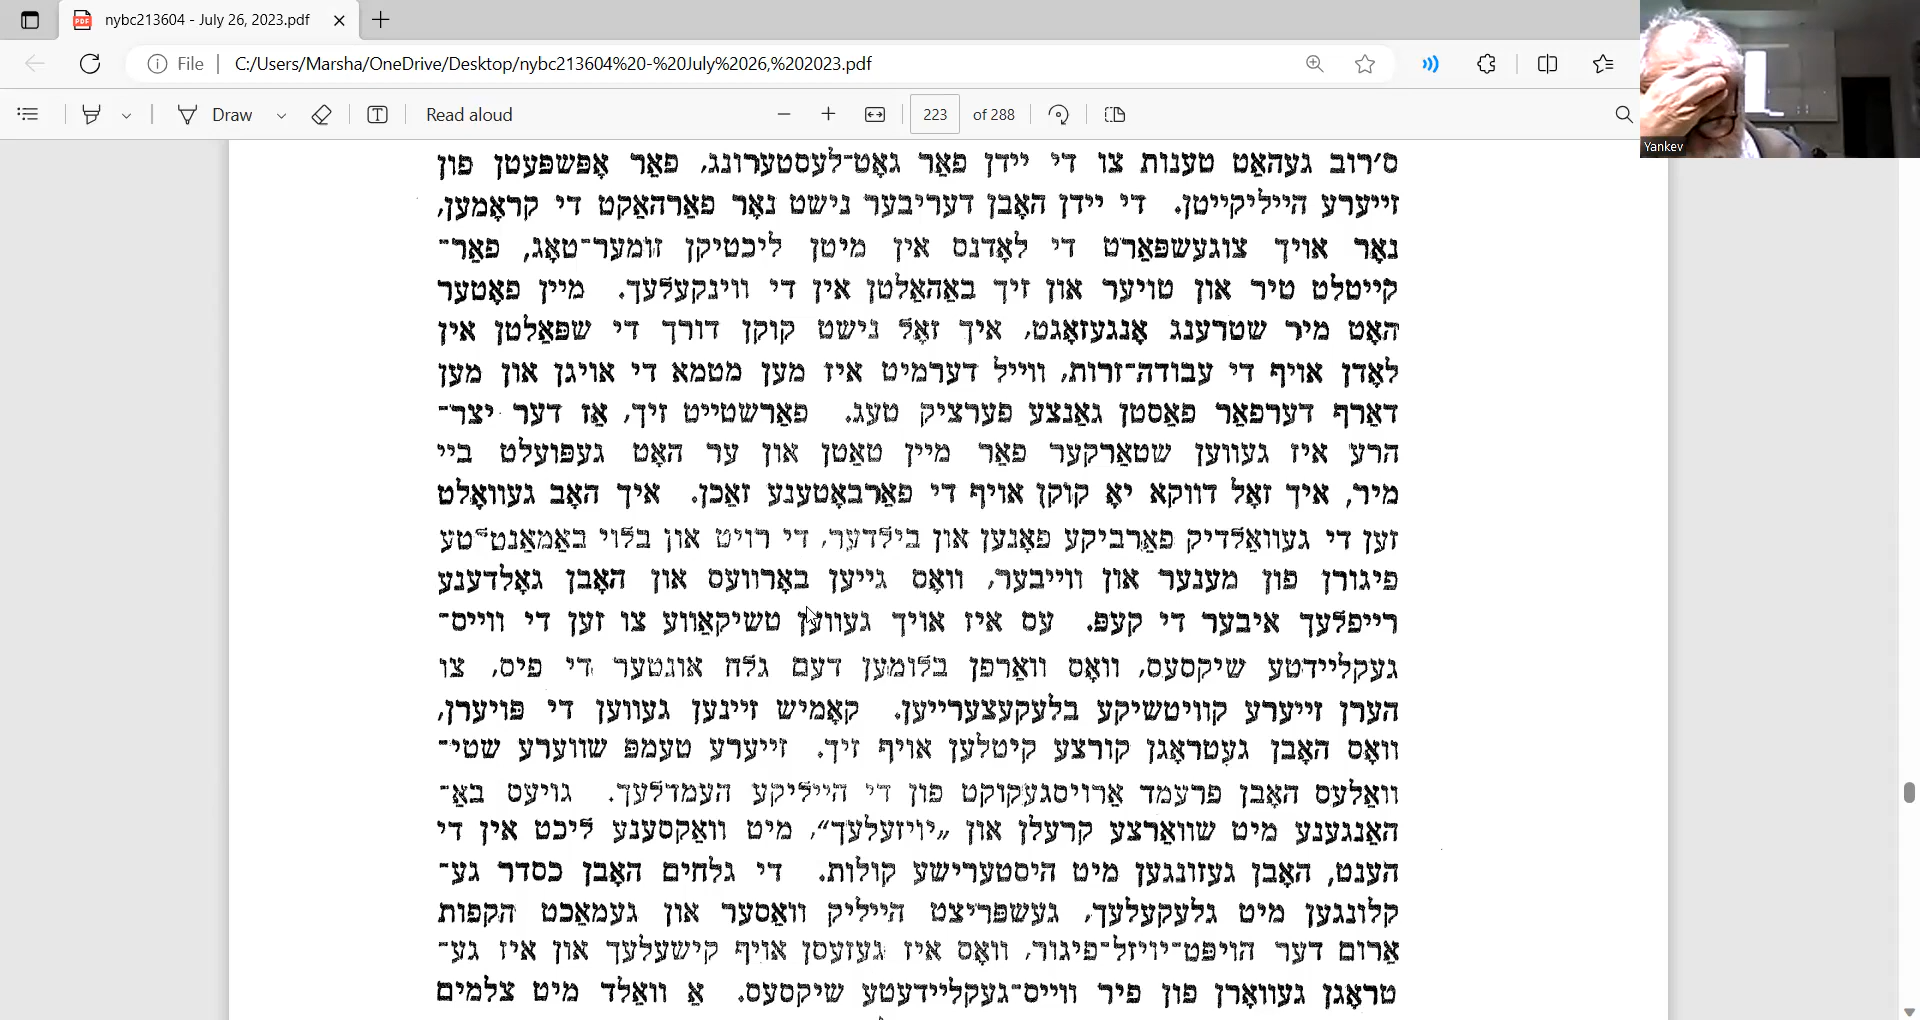 nybc213604 - July 26, 2023.pdf
File
C:/Users/Marsha/OneDrive/Desktop/nybc213604%20-%20July%2026,%202023.pdf
Draw
Read aloud
223 of 288
Yankev
ס׳רוב געהאַט טענות צו די יידן פאַר גאָט־לעסטערונג, פאַר אָפּשפּעטן פון
זייערע הייליקייטן. די יידן האָבן דעריבער נישט נאָר פאַרהאַקט די קראָמען,
נאָר אויך צוגעשפּאַרט די לאָדנס אין מיטן ליכטיקן זומער־טאָג, פאַר־
קייטלט טיר און טויער און זיך באַהאַלטן אין די ווינקעלעך. מיין פאָטער
האָט מיר שטרענג אָנגעזאָגט, איך זאָל נישט קוקן דורך די שפּאַלטן אין
לאָדן אויף די עבודה־זרות, ווייל דערמיט איז מען מטמא די אויגן און מען
דאַרף דערפאַר פאַסטן גאַנצע פערציק טעג. פאַרשטייט זיך, אַז דער יצר־
הרע איז געווען שטאַרקער פאַר מיין טאַטן און ער האָט געפּועלט ביי
מיר, איך זאָל דווקא יאָ קוקן אויף די פאַרבאָטענע זאַכן. איך האָב געוואָלט
זען די געוואַלדיק פאַרביקע פאָנען און בילדער, די רויט און בלוי באַמאַנטלטע
פיגורן פון מענער און ווייבער, וואָס גייען באָרוועס און האָבן גאָלדענע
רייפלעך איבער די קעפּ. עס איז אויך געווען טשיקאַווע צו זען די ווייס־
געקליידטע שיקסעס, וואָס וואַרפן בלומען דעם גלח אונטער די פיס, צו
הערן זייערע קוויטשיקע בלעקעצערייען. קאָמיש זיינען געווען די פּויערן,
וואָס האָבן געטראָגן קורצע קיטלען אויף זיך. זייערע טעמפּ שווערע שטי־
וואַלעס האָבן פרעמד אַרויסגעקוקט פון די הייליקע העמדלעך. גויעס באַ־
האַנגענע מיט שוואַרצע קרעלן און „יויזעלעך“, מיט וואַקסענע ליכט אין די
הענט, האָבן געזונגען מיט היסטערישע קולות. די גלחים האָבן כסדר גע־
קלונגען מיט גלעקעלעך, געשפּריצט הייליק וואַסער און געמאַכט הקפות
אַרום דער הויפּט־יויזל־פיגור, וואָס איז געזעסן אויף קישעלעך און איז גע־
טראָגן געוואָרן פון פיר ווייס־געקליידעטע שיקסעס. אַ וואַלד מיט צלמים